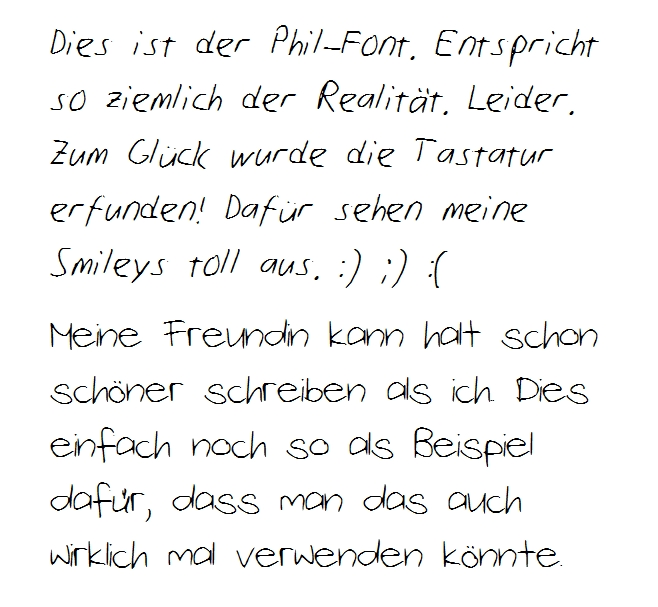 Dies ist der Phil-Font. Entspricht
so ziemlich der Realität. Leider.
Zum Glück wurde die Tastatur
erfunden! Dafür sehen meine
Smileys toll aus. :) ;) :(
Meine Freundin kann halt schon
schöner schreiben als ich. Dies
einfach noch so als Beispiel
dafür, dass man das auch
wirklich mal verwenden könnte.